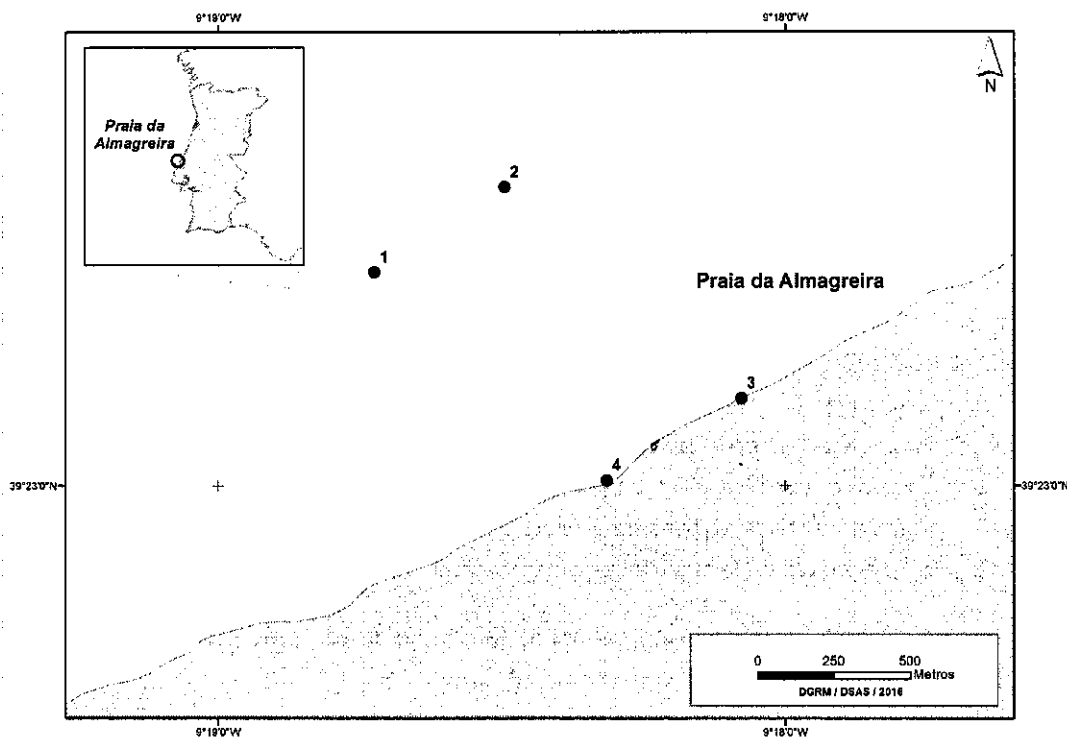 9°19'0"W
9°18'0"W
Praia da
Almagreira
N
2
1
Praia da Almagreira
3
4
39°23'0"N
39°23'0"N
0 250 500
Metros
DGRM / DSAS / 2016
9°19'0"W
9°18'0"W